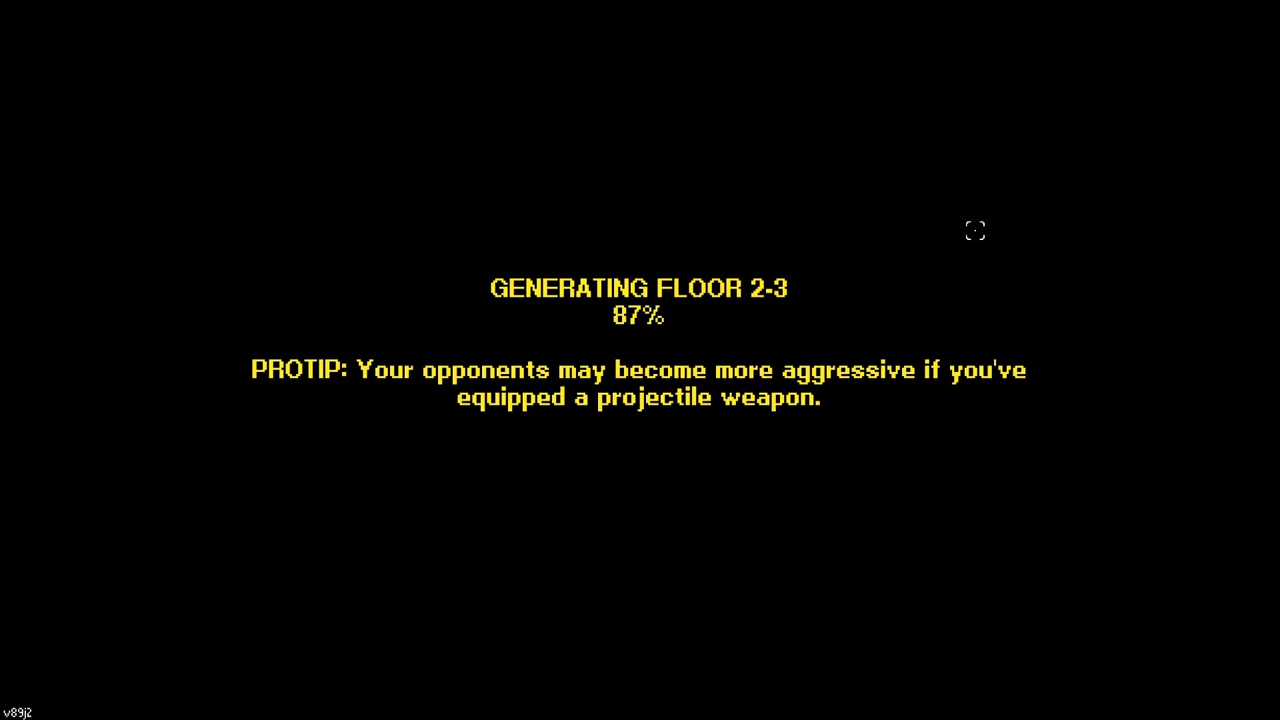 GENERATING FLOOR 2-3
87%
PROTIP: Your opponents may become more aggressive if you've
equipped a projectile weapon.
v89j2